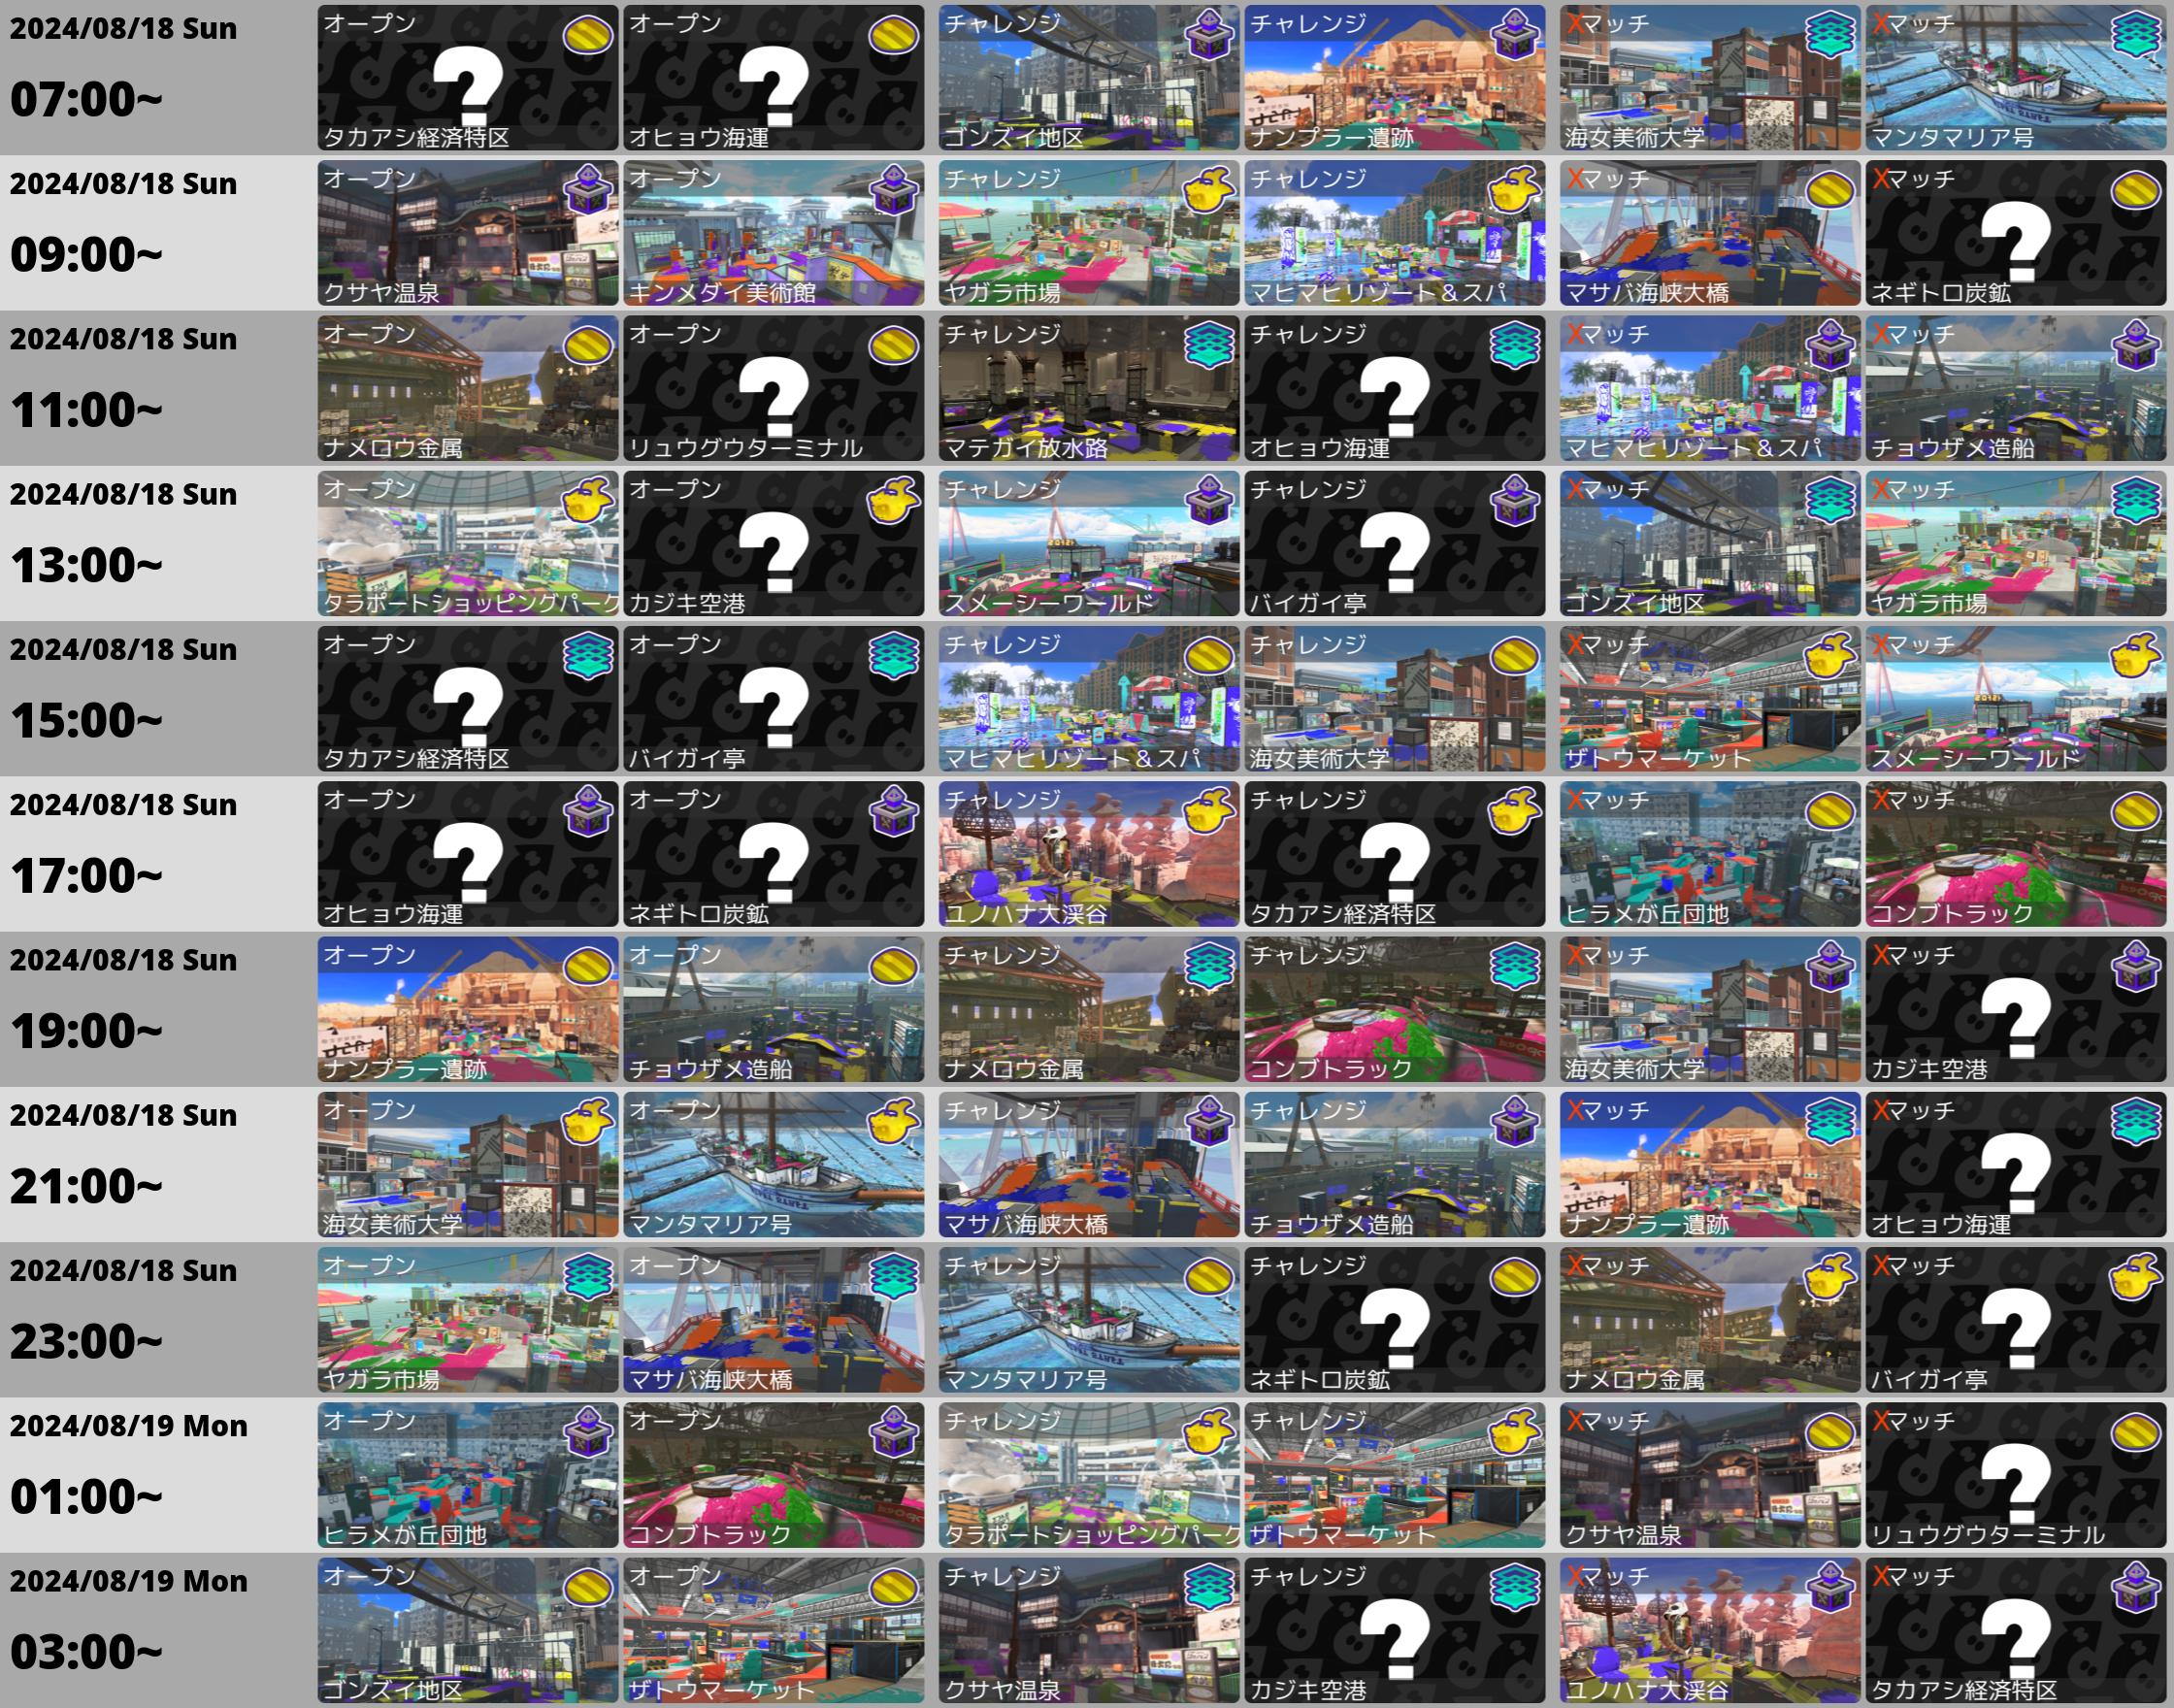 2024/08/18 Sun
07:00~
オープン
タカアシ経済特区
オープン
オヒョウ海運
チャレンジ
ゴンズイ地区
チャレンジ
ナンプラー遺跡
Xマッチ
海女美術大学
Xマッチ
マンタマリア号
2024/08/18 Sun
09:00~
オープン
クサヤ温泉
オープン
キンメダイ美術館
チャレンジ
ヤガラ市場
チャレンジ
マヒマヒリゾート＆スパ
Xマッチ
マサバ海峡大橋
Xマッチ
ネギトロ炭鉱
2024/08/18 Sun
11:00~
オープン
ナメロウ金属
オープン
リュウグウターミナル
チャレンジ
マテガイ放水路
チャレンジ
オヒョウ海運
Xマッチ
マヒマヒリゾート＆スパ
Xマッチ
チョウザメ造船
2024/08/18 Sun
13:00~
オープン
タラポートショッピングパーク
オープン
カジキ空港
チャレンジ
スメーシーワールド
チャレンジ
バイガイ亭
Xマッチ
ゴンズイ地区
Xマッチ
ヤガラ市場
2024/08/18 Sun
15:00~
オープン
タカアシ経済特区
オープン
バイガイ亭
チャレンジ
マヒマヒリゾート＆スパ
チャレンジ
海女美術大学
Xマッチ
ザトウマーケット
Xマッチ
スメーシーワールド
2024/08/18 Sun
17:00~
オープン
オヒョウ海運
オープン
ネギトロ炭鉱
チャレンジ
ユノハナ大渓谷
チャレンジ
タカアシ経済特区
Xマッチ
ヒラメが丘団地
Xマッチ
コンブトラック
2024/08/18 Sun
19:00~
オープン
ナンプラー遺跡
オープン
チョウザメ造船
チャレンジ
ナメロウ金属
チャレンジ
コンブトラック
Xマッチ
海女美術大学
Xマッチ
カジキ空港
2024/08/18 Sun
21:00~
オープン
海女美術大学
オープン
マンタマリア号
チャレンジ
マサバ海峡大橋
チャレンジ
チョウザメ造船
Xマッチ
ナンプラー遺跡
Xマッチ
オヒョウ海運
2024/08/18 Sun
23:00~
オープン
ヤガラ市場
オープン
マサバ海峡大橋
チャレンジ
マンタマリア号
チャレンジ
ネギトロ炭鉱
Xマッチ
ナメロウ金属
Xマッチ
バイガイ亭
2024/08/19 Mon
01:00~
オープン
ヒラメが丘団地
オープン
コンブトラック
チャレンジ
タラポートショッピングパーク
チャレンジ
ザトウマーケット
Xマッチ
クサヤ温泉
Xマッチ
リュウグウターミナル
2024/08/19 Mon
03:00~
オープン
ゴンズイ地区
オープン
ザトウマーケット
チャレンジ
クサヤ温泉
チャレンジ
カジキ空港
Xマッチ
ユノハナ大渓谷
Xマッチ
タカアシ経済特区